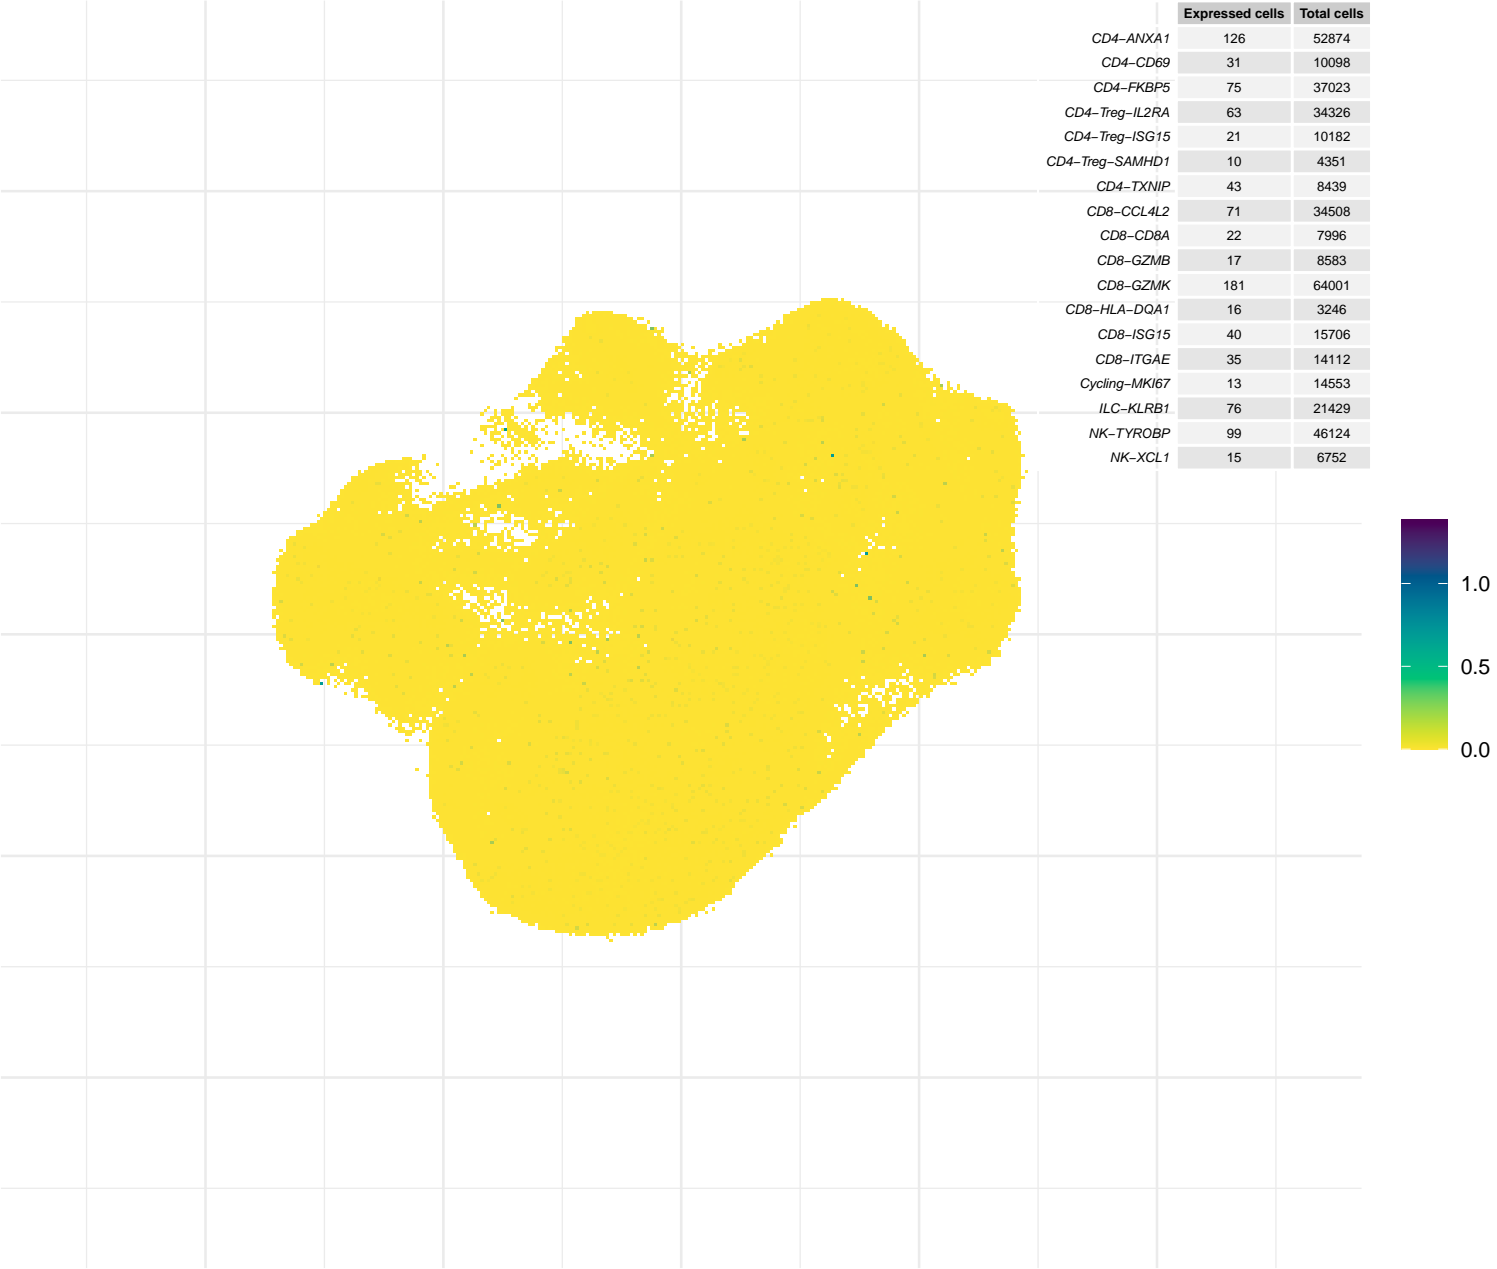 Expressed cells Total cells
CD4−ANXA1 126 52874
CD4−CD69 31 10098
CD4−FKBP5 75 37023
CD4−Treg−IL2RA 63 34326
CD4−Treg−ISG15 21 10182
CD4−Treg−SAMHD1 10 4351
CD4−TXNIP 43 8439
CD8−CCL4L2 71 34508
CD8−CD8A 22 7996
CD8−GZMB 17 8583
CD8−GZMK 181 64001
CD8−HLA−DQA1 16 3246
CD8−ISG15 40 15706
CD8−ITGAE 35 14112
Cycling−MKI67 13 14553
ILC−KLRB1 76 21429
NK−TYROBP 99 46124
NK−XCL1 15 6752
1.0
0.5
0.0